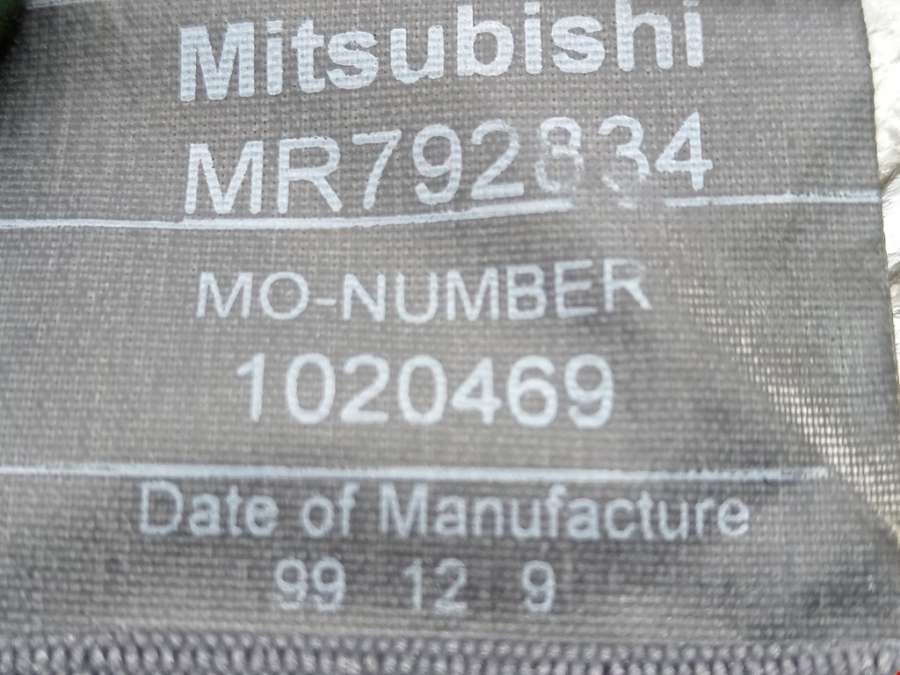 Mitsubishi
MR792834
MO-NUMBER
1020469
Date of Manufacture
99 12 9